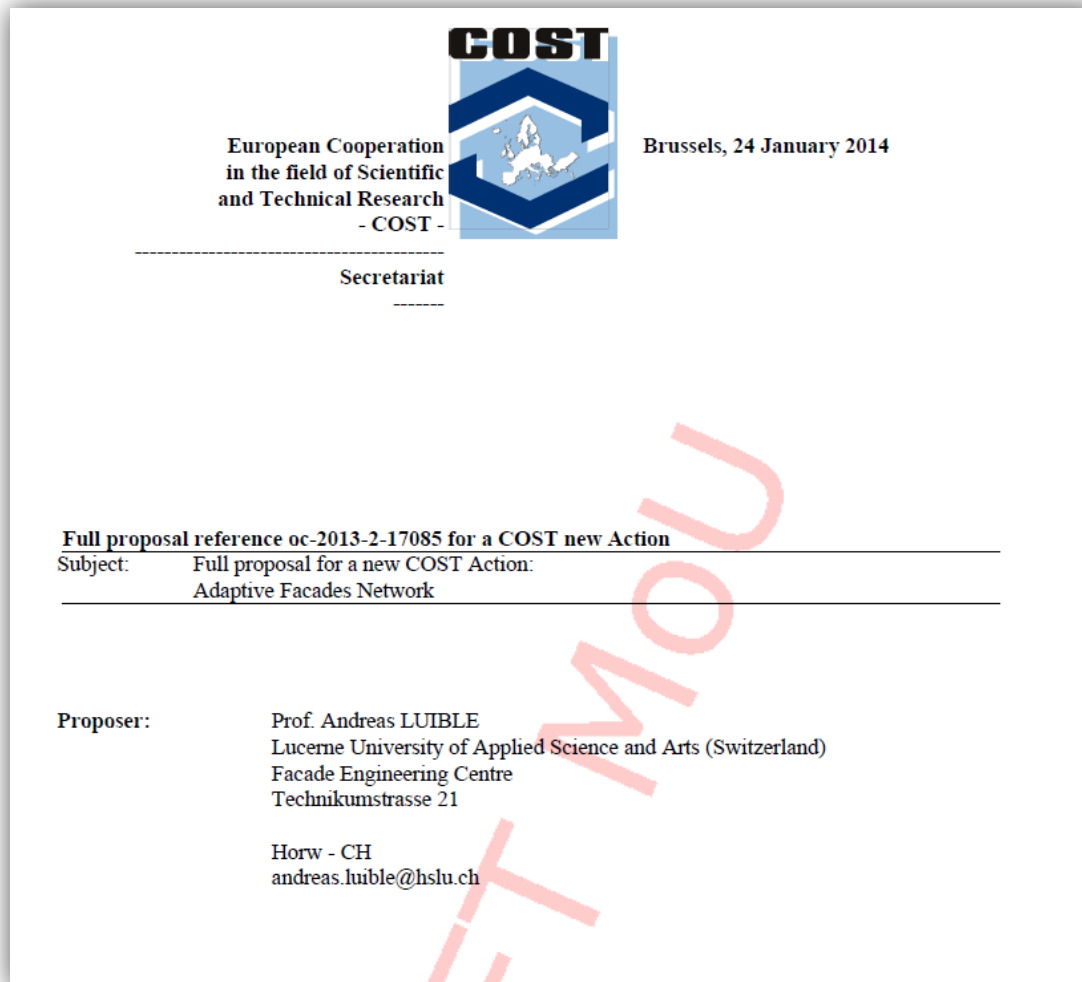 COST
European Cooperation
in the field of Scientific
and Technical Research
- COST -
-------------------------------------------
Secretariat
-------
Brussels, 24 January 2014
Full proposal reference oc-2013-2-17085 for a COST new Action
Subject: Full proposal for a new COST Action:
Adaptive Facades Network
Proposer: Prof. Andreas LUIBLE
Lucerne University of Applied Science and Arts (Switzerland)
Facade Engineering Centre
Technikumstrasse 21
Horw - CH
andreas.luible@hslu.ch
FT MOU